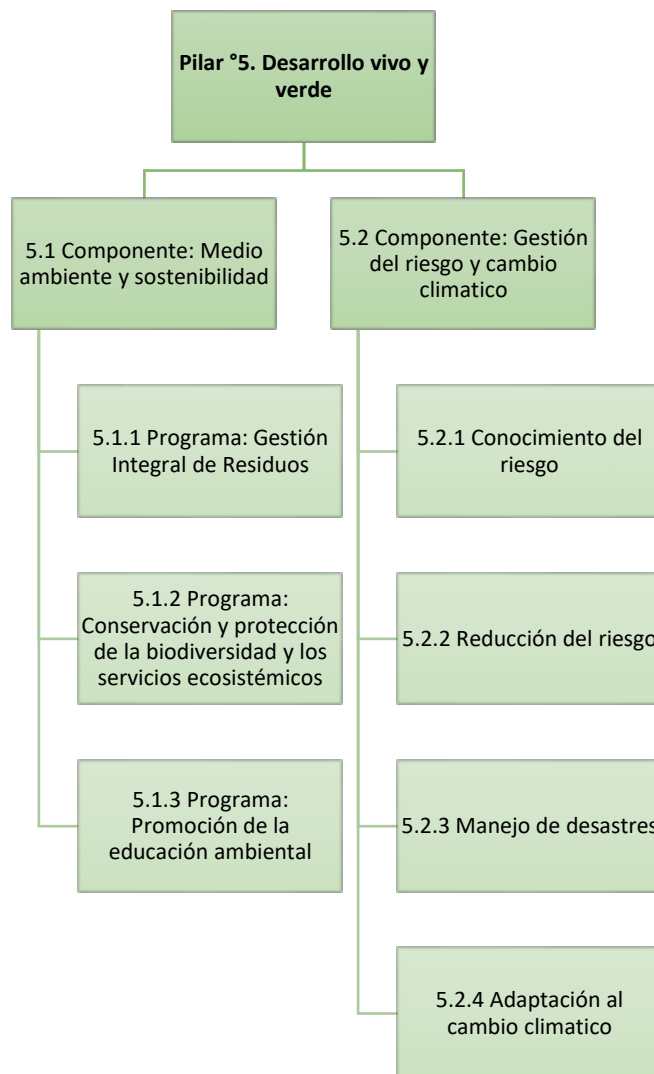 Pilar °5. Desarrollo vivo y
verde
5.1 Componente: Medio
ambiente y sostenibilidad
5.1.1 Programa: Gestión
Integral de Residuos
5.1.2 Programa:
Conservación y protección
de la biodiversidad y los
servicios ecosistémicos
5.1.3 Programa:
Promoción de la
educación ambiental
5.2 Componente: Gestión
del riesgo y cambio
climatico
5.2.1 Conocimiento del
riesgo
5.2.2 Reducción del riesgo
5.2.3 Manejo de desastres
5.2.4 Adaptación al
cambio climatico